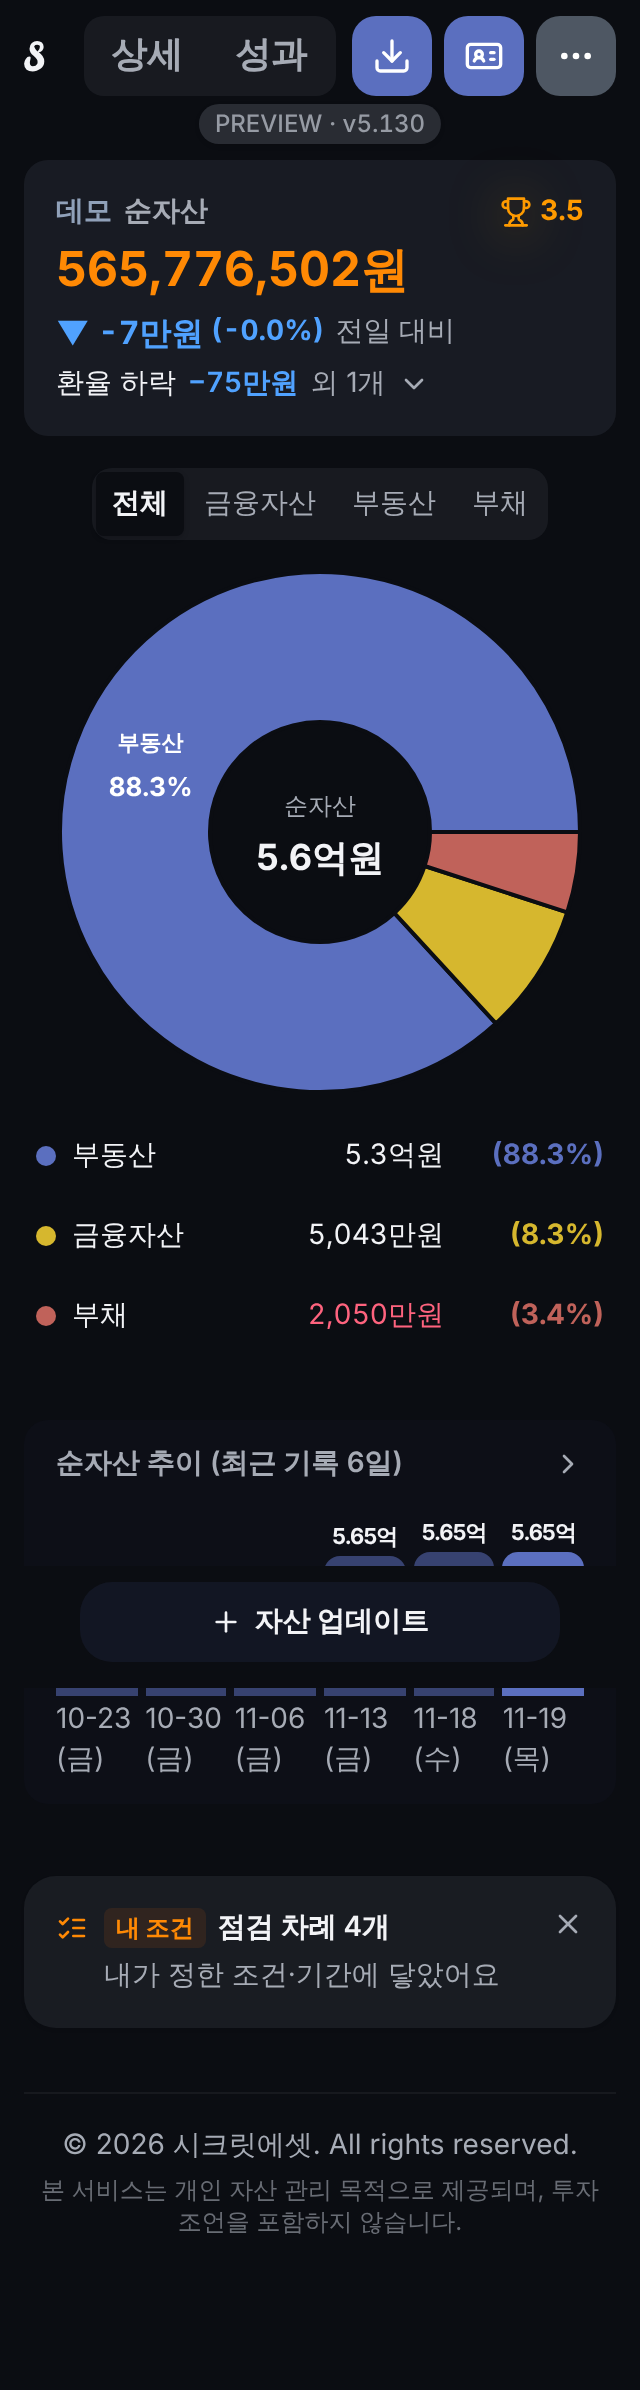 S
상세 성과
PREVIEW · v5.130
데모 순자산 3.5
565,776,502원
▼ -7만원 (-0.0%) 전일 대비
환율 하락 -75만원 외 1개
전체 금융자산 부동산 부채
부동산
88.3%
순자산
5.6억원
부동산 5.3억원 (88.3%)
금융자산 5,043만원 (8.3%)
부채 2,050만원 (3.4%)
순자산 추이 (최근 기록 6일)
5.65억 5.65억 5.65억
+ 자산 업데이트
10-23 10-30 11-06 11-13 11-18 11-19
(금) (금) (금) (금) (수) (목)
내 조건 점검 차례 4개
내가 정한 조건·기간에 닿았어요
© 2026 시크릿에셋. All rights reserved.
본 서비스는 개인 자산 관리 목적으로 제공되며, 투자
조언을 포함하지 않습니다.